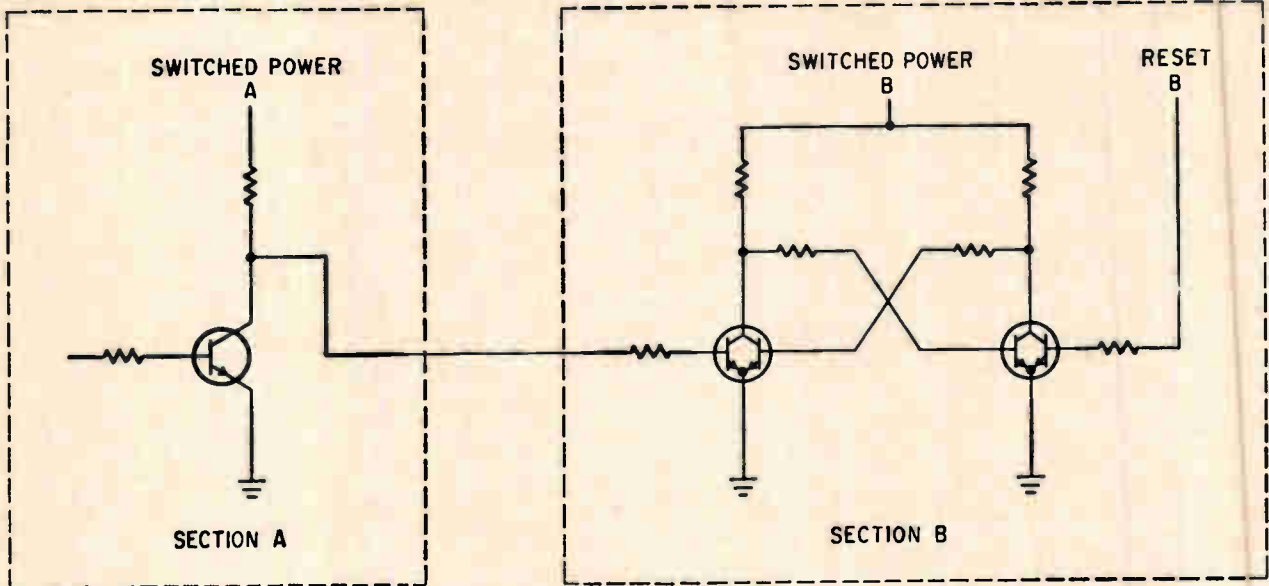 SWITCHED POWER
A
SECTION A
SWITCHED POWER
B
RESET
B
SECTION B